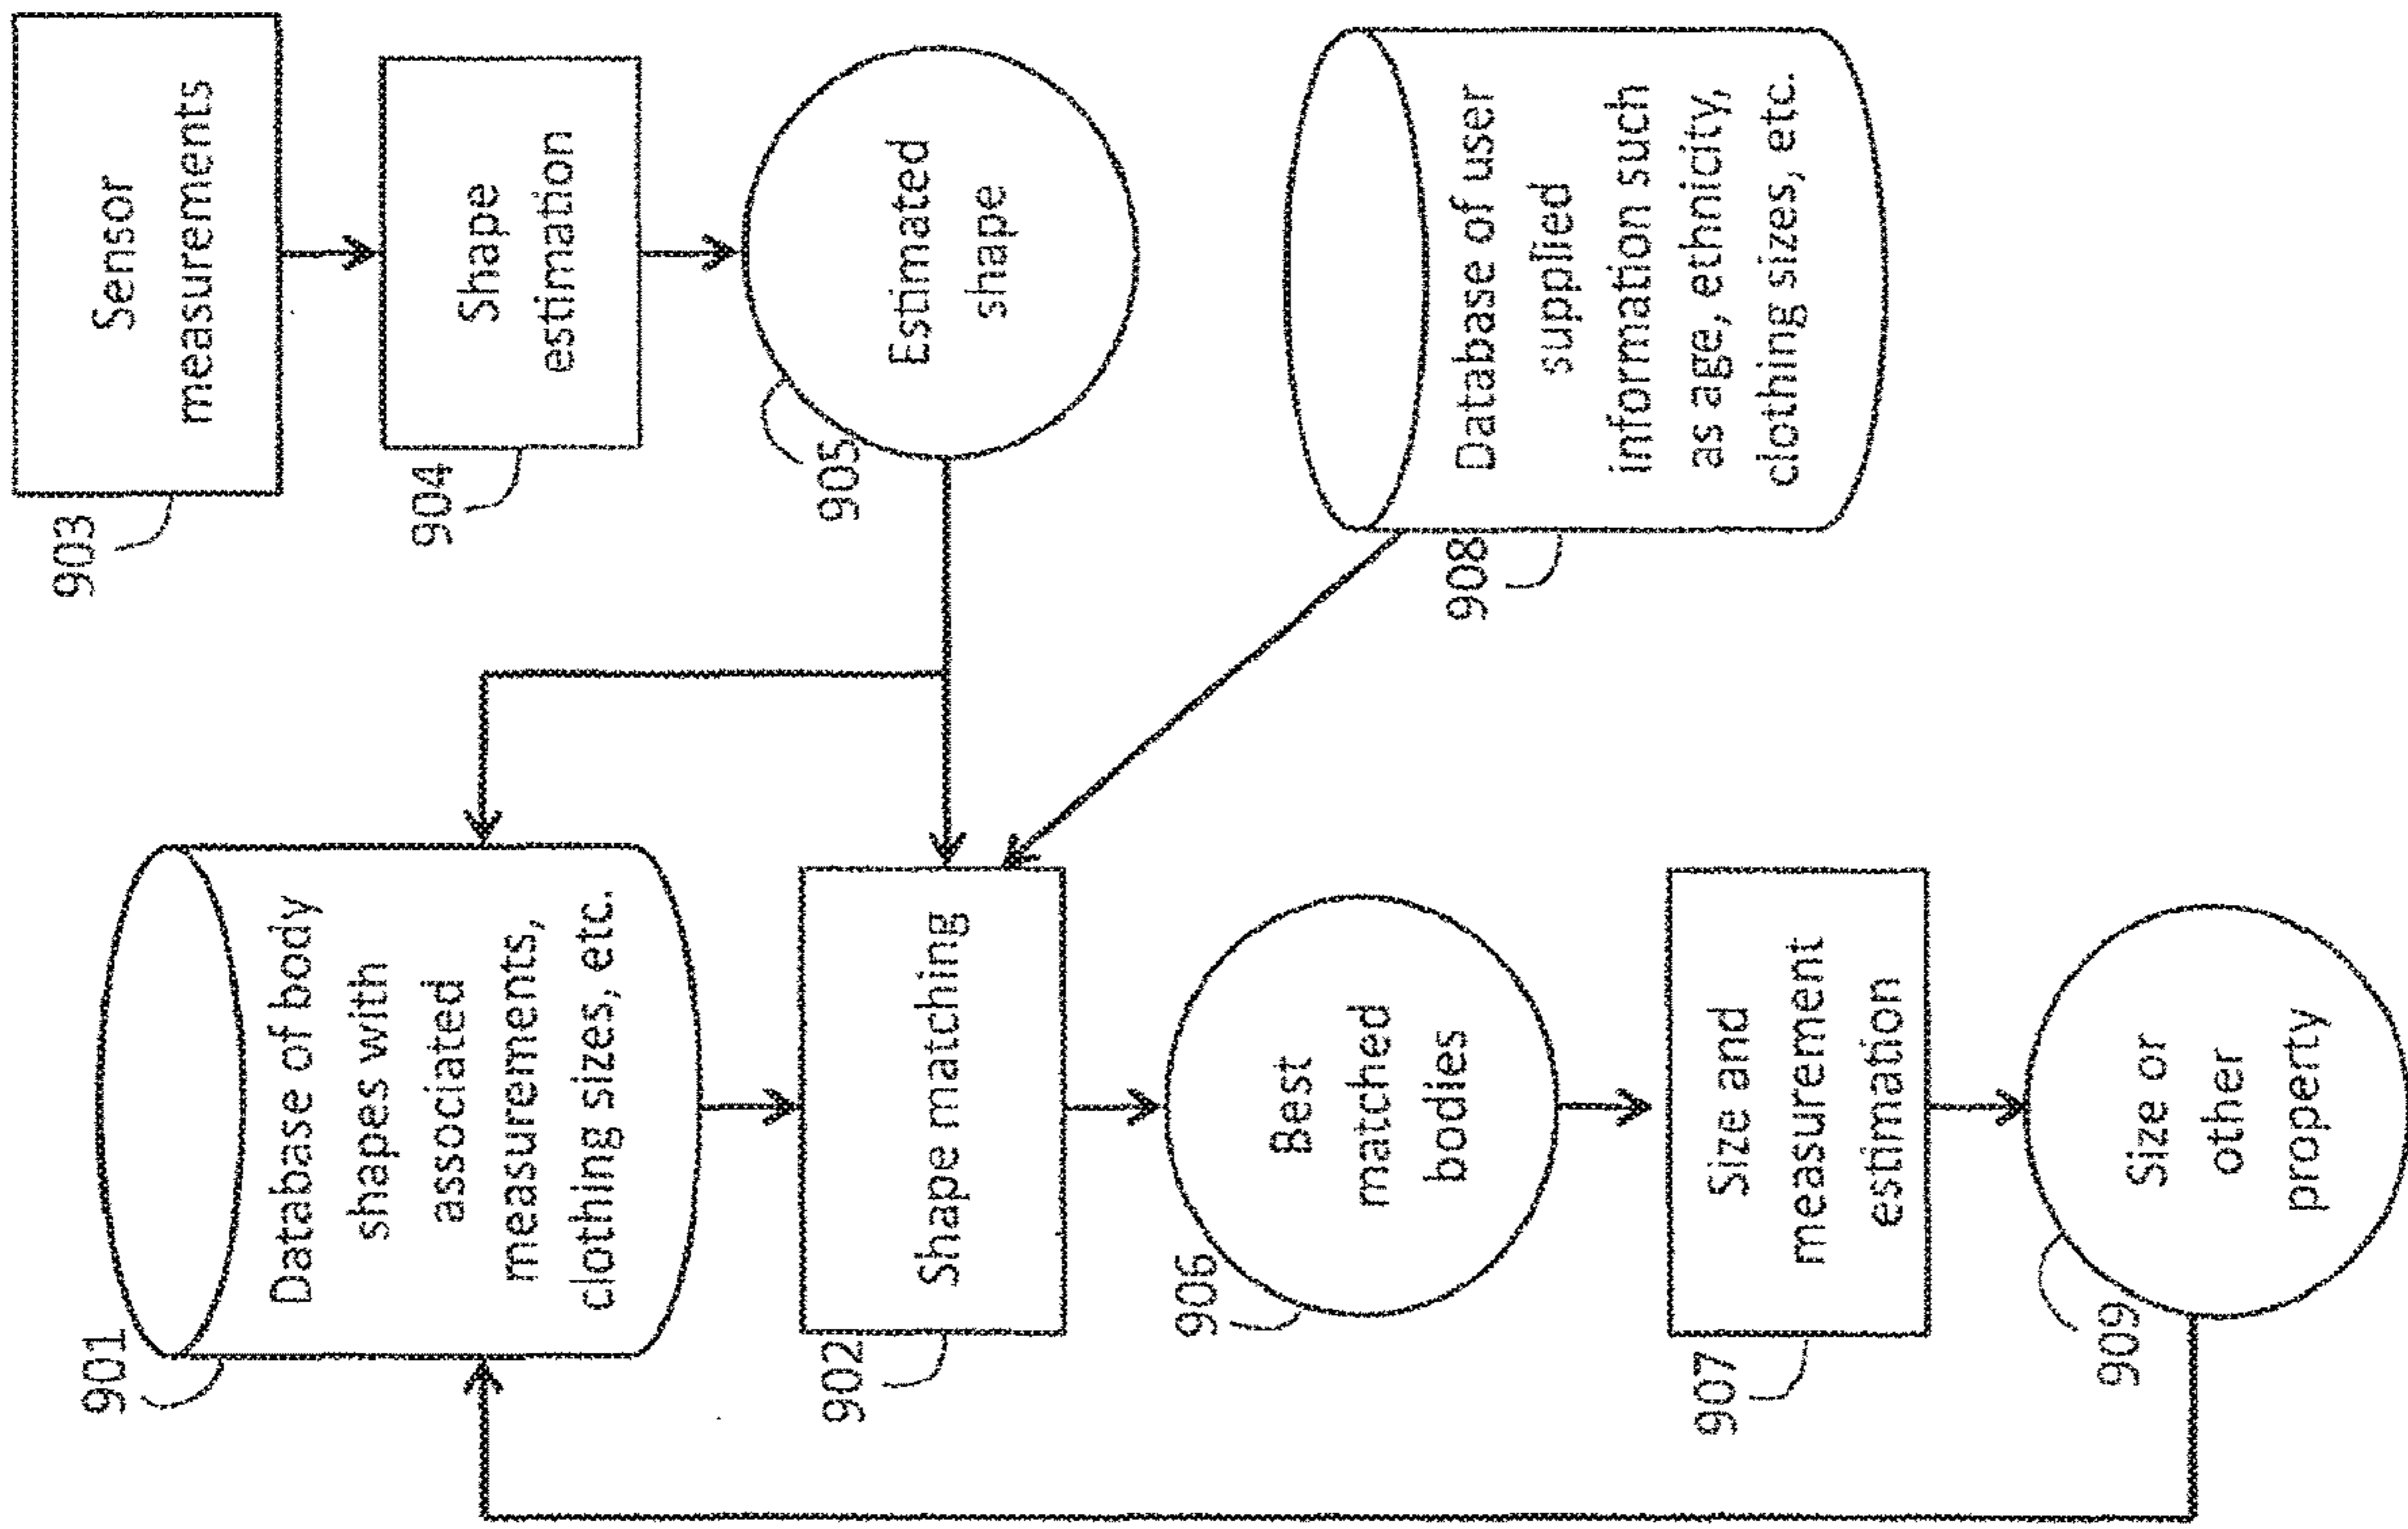 901
Database of body
shapes with
associated
measurements,
clothing sizes, etc.
902
Shape matching
906
Best
matched
bodies
907
Size and
measurement
estimation
909
Size or
other
property
903
Sensor
measurements
904
Shape
estimation
905
Estimated
shape
908
Database of user
supplied
information such
as age, ethnicity,
clothing sizes, etc.